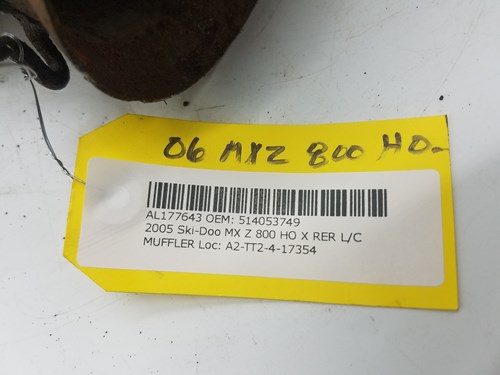 06 MXZ 800 HO.
AL177643 OEM: 514053749
2005 Ski-Doo MX Z 800 HO X RER L/C
MUFFLER Loc: A2-TT2-4-17354